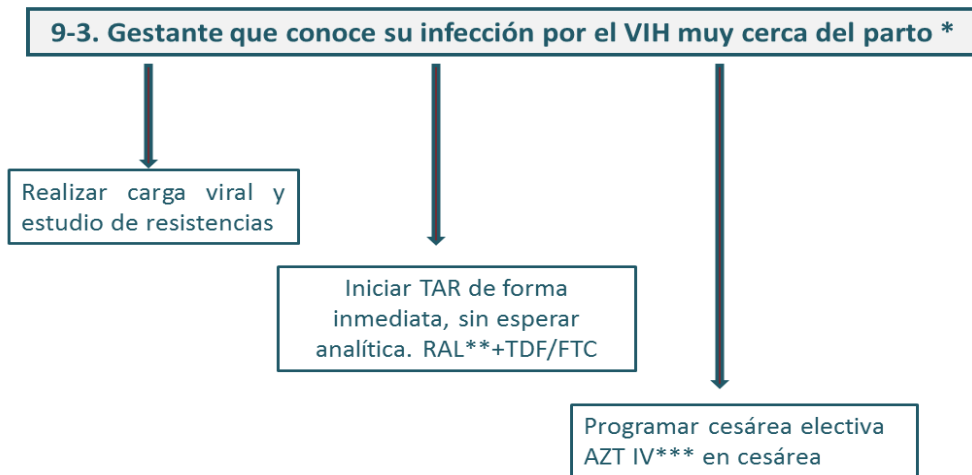 9-3. Gestante que conoce su infección por el VIH muy cerca del parto *
Realizar carga viral y
estudio de resistencias
Iniciar TAR de forma
inmediata, sin esperar
analítica. RAL**+TDF/FTC
Programar cesárea electiva
AZT IV*** en cesárea